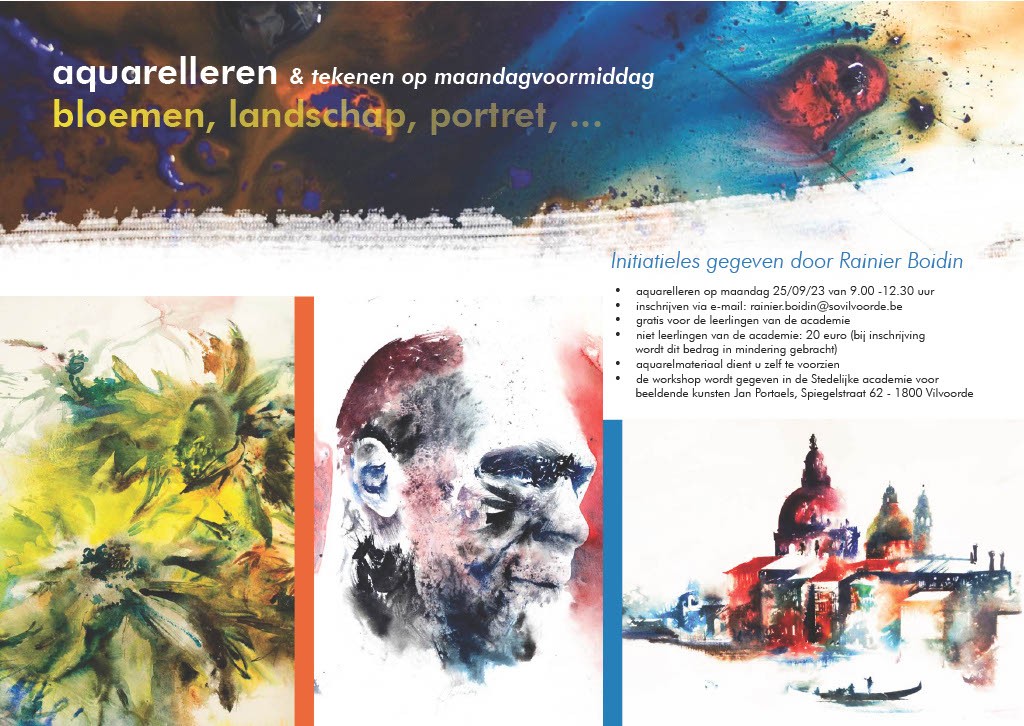 aquarelleren & tekenen op maandagvoormiddag
bloemen, landschap, portret, ...
Initiatieles gegeven door Rainier Boidin
• aquarelleren op maandag 25/09/23 van 9.00 -12.30 uur
• inschrijven via e-mail: rainier.boidin@sovilvoorde.be
• gratis voor de leerlingen van de academie
• niet leerlingen van de academie: 20 euro (bij inschrijving
wordt dit bedrag in mindering gebracht)
• aquarelmateriaal dient u zelf te voorzien
• de workshop wordt gegeven in de Stedelijke academie voor
beeldende kunsten Jan Portaels, Spiegelstraat 62 - 1800 Vilvoorde